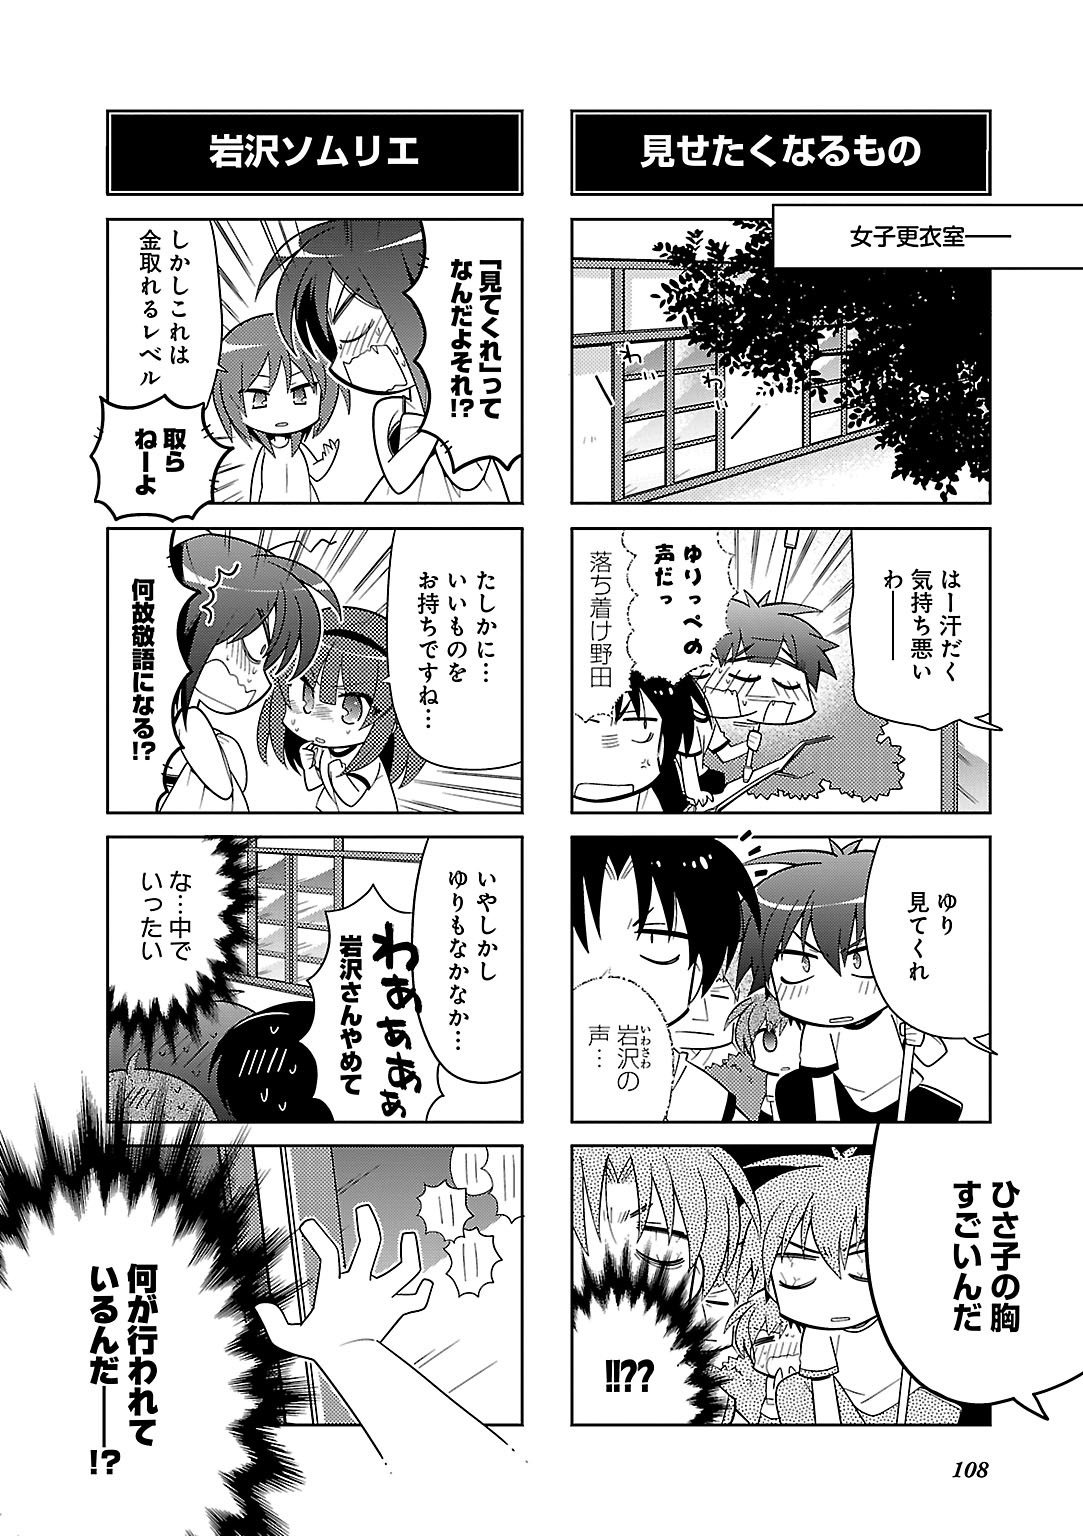 見せたくなるもの
女子更衣室――
わい
わい
はー汗だく
気持ち悪い
わ――
ゆりっぺの
声だっ
落ち着け野田
ゆり
見てくれ
岩沢の
いわさわ
声…
ひさ子の胸
すごいんだ
!!??
岩沢ソムリエ
「見てくれ」って
なんだよそれ!?
しかしこれは
金取れるレベル
取ら
ねーよ
たしかに…
いいものを
お持ちですね…
何故敬語になる!?
いやしかし
ゆりもなかなか…
わぁぁぁぁ
岩沢さんやめて
な…中で
いったい
何が行われて
いるんだ――!?
108